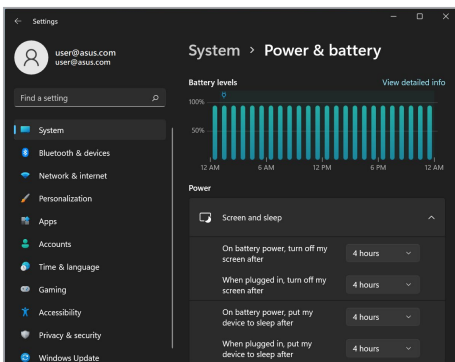 Settings
user@asus.com
user@asus.com
Find a setting
System
Bluetooth & devices
Network & internet
Personalization
Apps
Accounts
Time & language
Gaming
Accessibility
Privacy & security
Windows Update
System > Power & battery
Battery levels
View detailed info
100%
50%
12 AM 6 AM 12 PM 6 PM 12 AM
Power
Screen and sleep
On battery power, turn off my
screen after
4 hours
When plugged in, turn off my
screen after
4 hours
On battery power, put my
device to sleep after
4 hours
When plugged in, put my
device to sleep after
4 hours